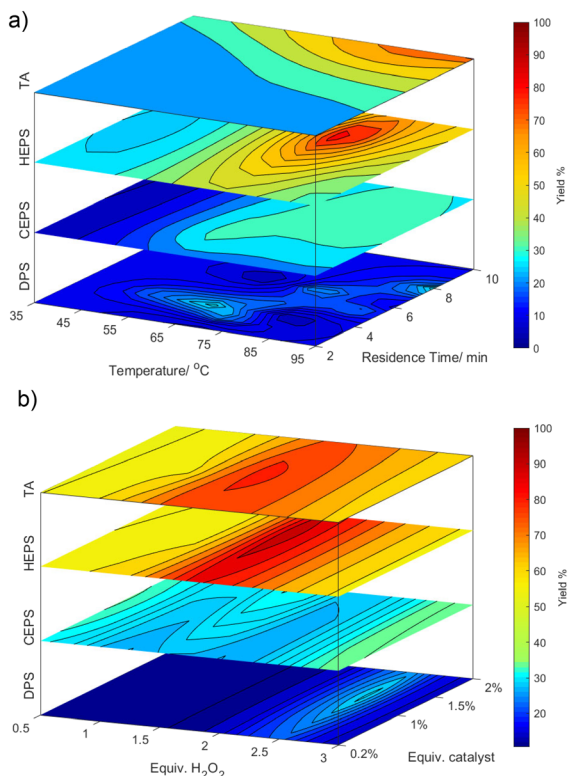 a)
TA
HEPS
CEPS
DPS
35
45
55
65
75
85
95
Temperature/ °C
2
4
6
8
10
Residence Time/ min
100
90
80
70
60
50
40
30
20
10
0
Yield %
b)
TA
HEPS
CEPS
DPS
0.5
1
1.5
2
2.5
3
Equiv. H2O2
0.2%
1%
1.5%
2%
Equiv. catalyst
100
90
80
70
60
50
40
30
20
10
Yield %